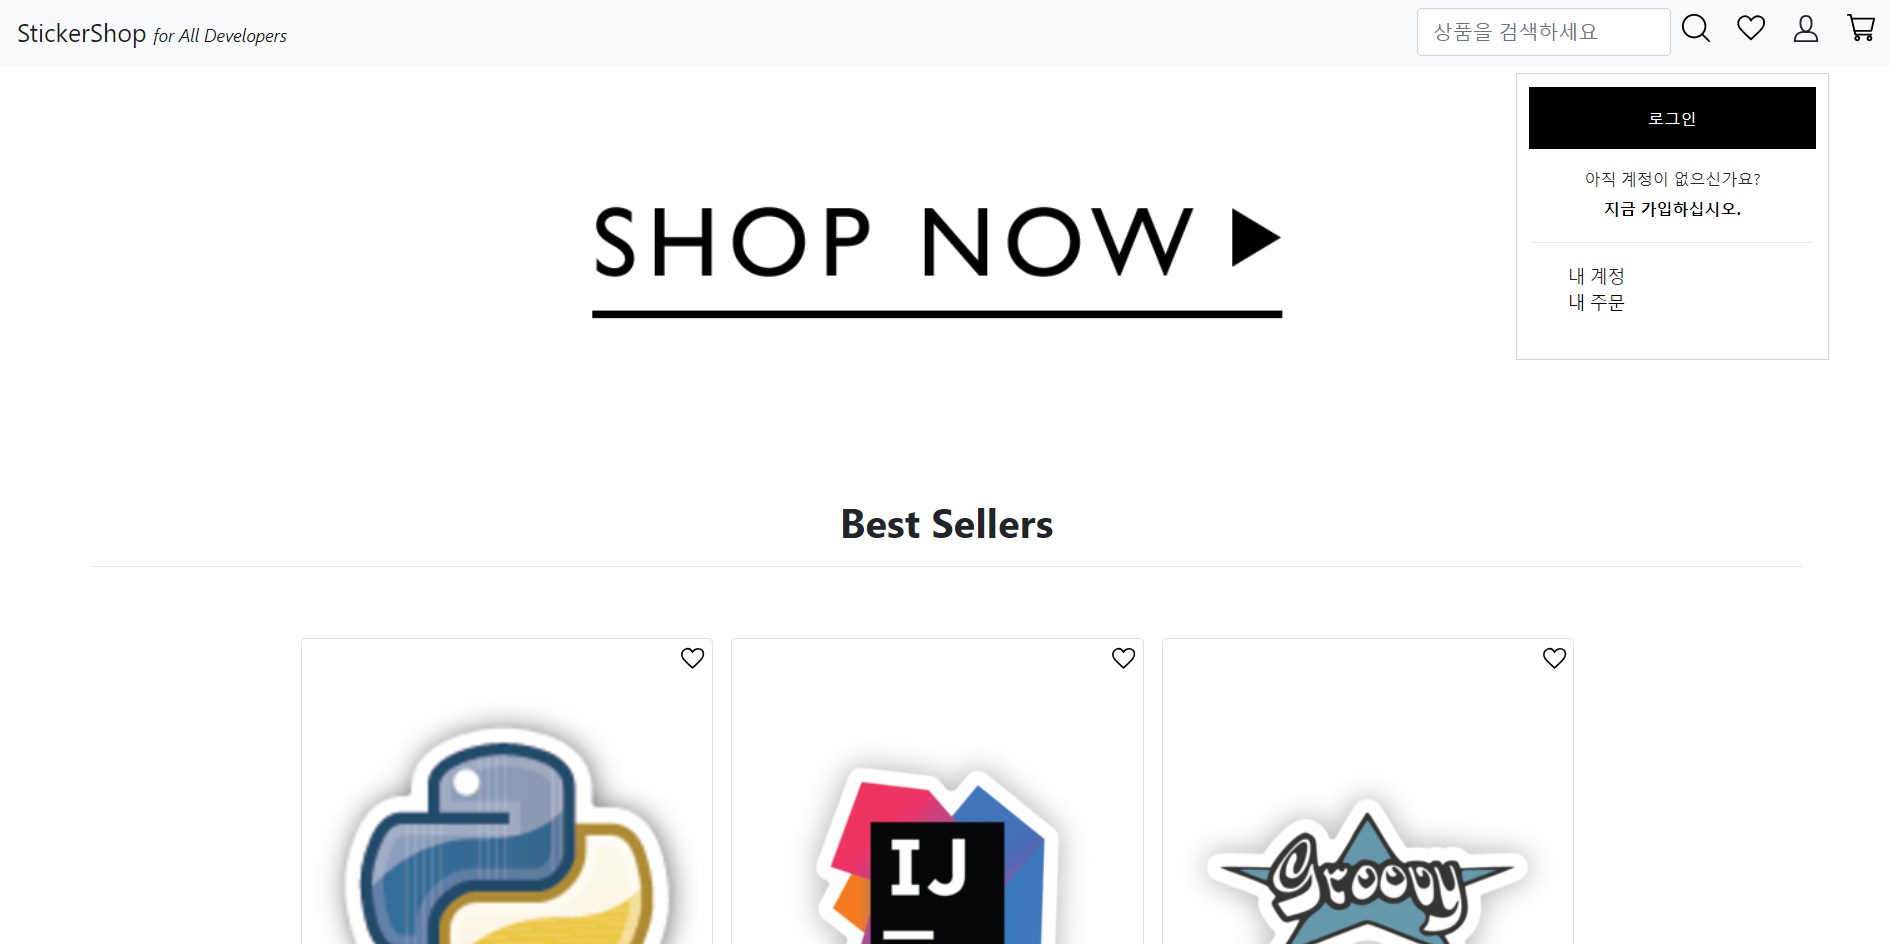 StickerShop for All Developers
상품을 검색하세요
로그인
아직 계정이 없으신가요?
지금 가입하십시오.
내 계정
내 주문
SHOP NOW
Best Sellers
IJ
Groovy